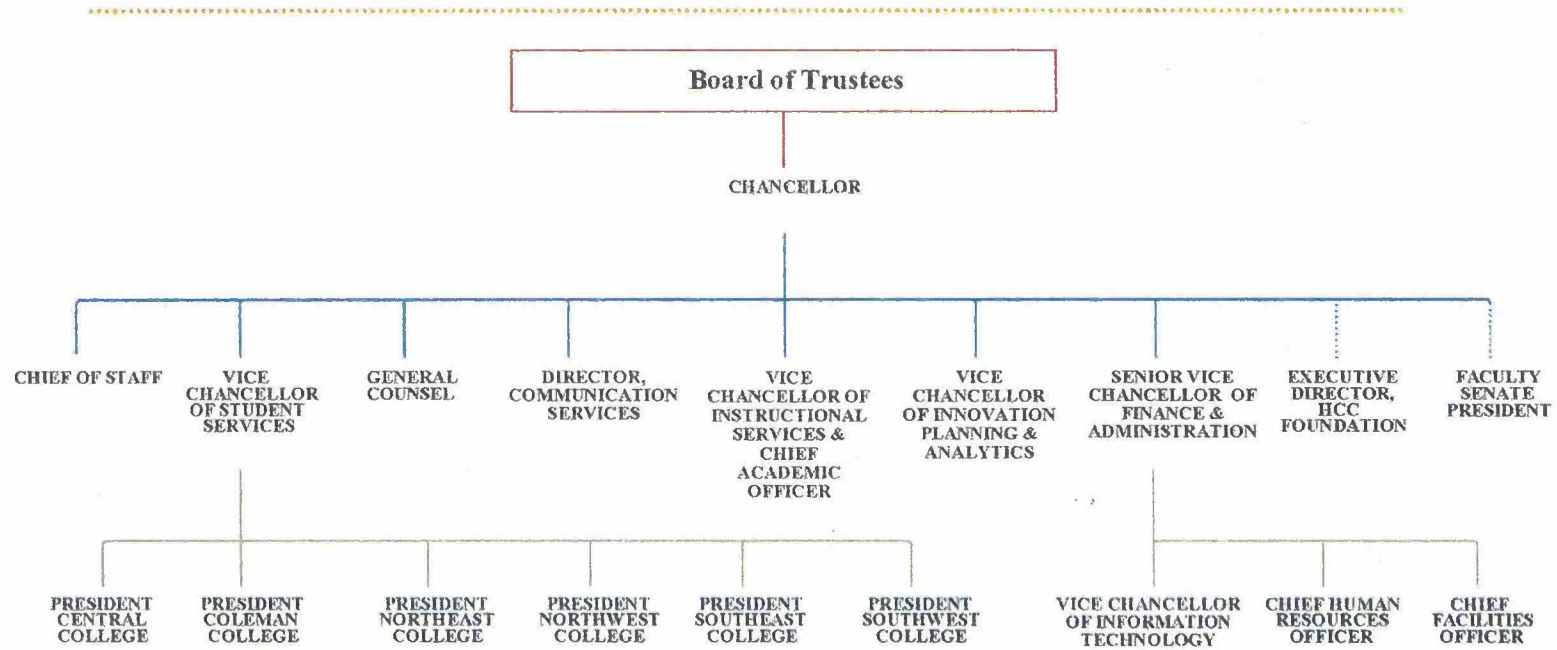 Board of Trustees
CHANCELLOR
CHIEF OF STAFF
VICE
CHANCELLOR
OF STUDENT
SERVICES
GENERAL
COUNSEL
DIRECTOR,
COMMUNICATION
SERVICES
VICE
CHANCELLOR OF
INSTRUCTIONAL
SERVICES &
CHIEF
ACADEMIC
OFFICER
VICE
CHANCELLOR
OF INNOVATION
PLANNING &
ANALYTICS
SENIOR VICE
CHANCELLOR OF
FINANCE &
ADMINISTRATION
EXECUTIVE
DIRECTOR,
HCC
FOUNDATION
FACULTY
SENATE
PRESIDENT
PRESIDENT
CENTRAL
COLLEGE
PRESIDENT
COLEMAN
COLLEGE
PRESIDENT
NORTHEAST
COLLEGE
PRESIDENT
NORTHWEST
COLLEGE
PRESIDENT
SOUTHEAST
COLLEGE
PRESIDENT
SOUTHWEST
COLLEGE
VICE CHANCELLOR
OF INFORMATION
TECHNOLOGY
CHIEF HUMAN
RESOURCES
OFFICER
CHIEF
FACILITIES
OFFICER